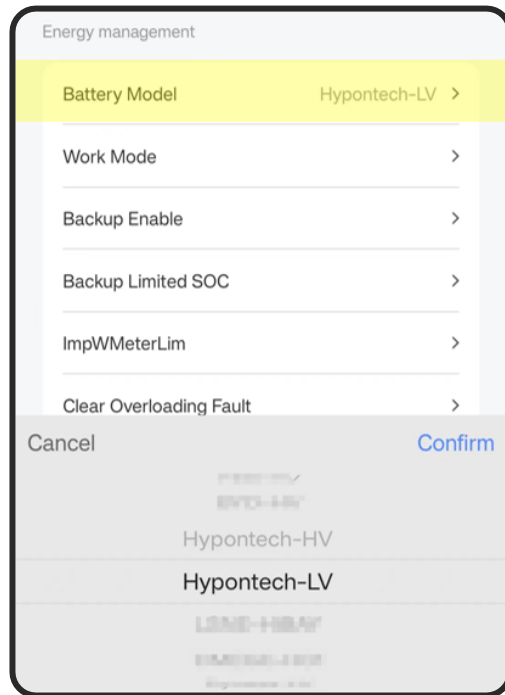 Energy management
Battery Model Hypontech-LV >
Work Mode >
Backup Enable >
Backup Limited SOC >
ImpWMeterLim >
Clear Overloading Fault >
Cancel Confirm
Hypontech-HV
Hypontech-LV